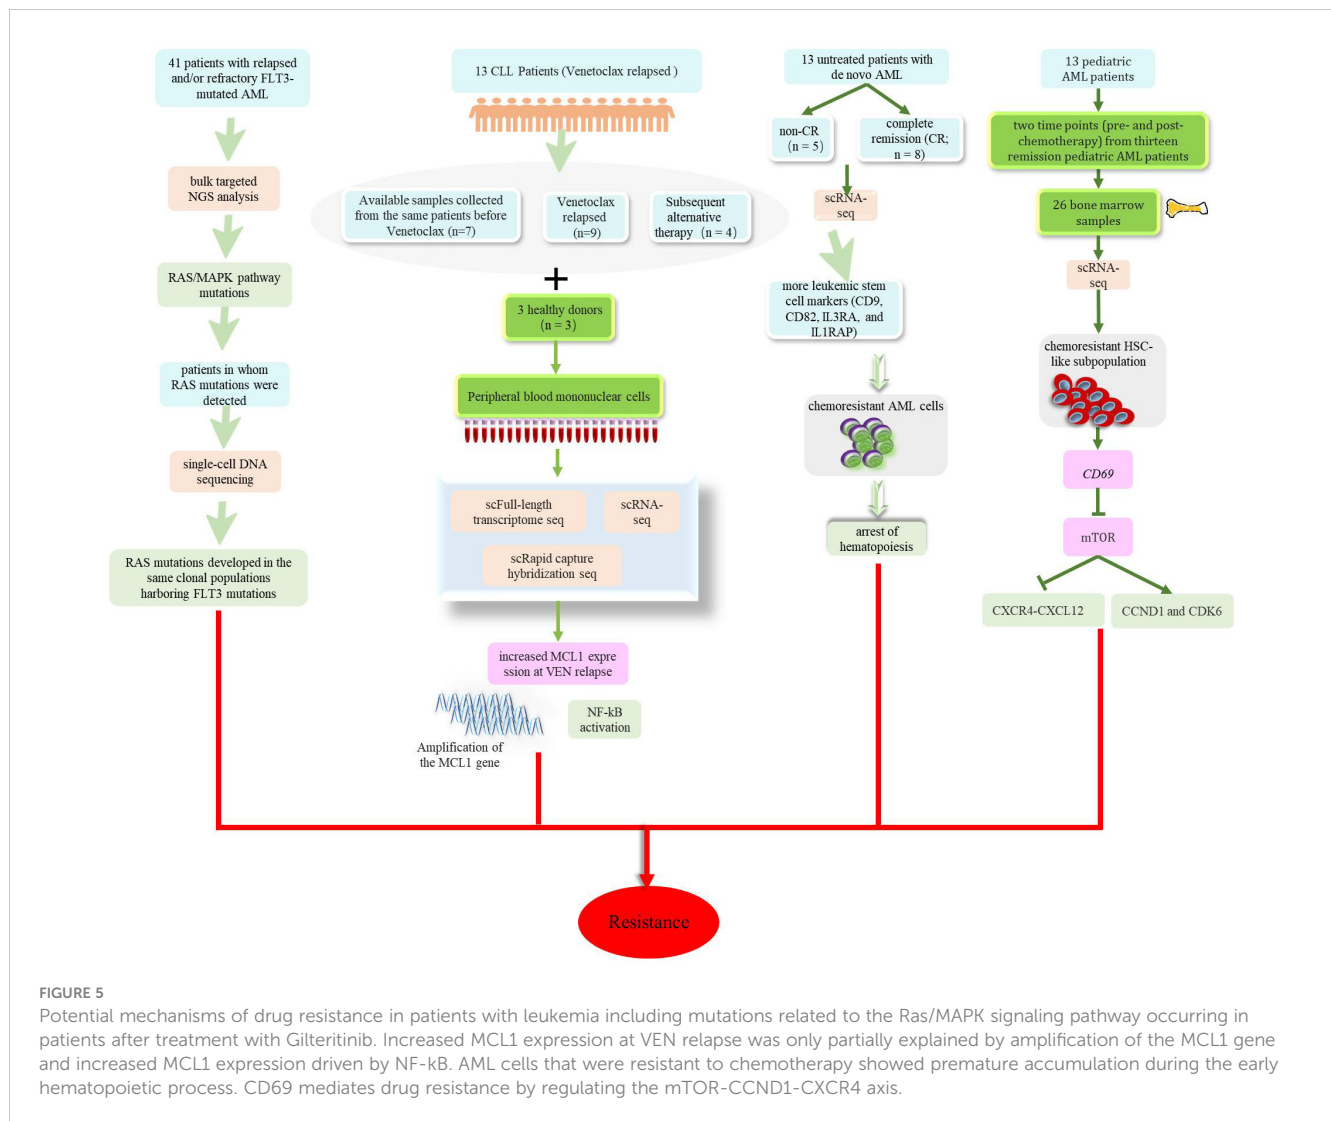 41 patients with relapsed
and/or refractory FLT3-
mutated AML
bulk targeted
NGS analysis
RAS/MAPK pathway
mutations
patients in whom
RAS mutations were
detected
single-cell DNA
sequencing
RAS mutations developed in the
same clonal populations
harboring FLT3 mutations
13 CLL Patients (Venetoclax relapsed )
Available samples collected
from the same patients before
Venetoclax (n=7)
Venetoclax
relapsed
(n=9)
Subsequent
alternative
therapy (n = 4)
+
3 healthy donors
(n = 3)
Peripheral blood mononuclear cells
scFull-length
transcriptome seq
scRNA-
seq
scRapid capture
hybridization seq
increased MCL1 expre
ssion at VEN relapse
Amplification of
the MCL1 gene
NF-kB
activation
13 untreated patients with
de novo AML
non-CR
(n = 5)
complete
remission (CR;
n = 8)
scRNA-
seq
more leukemic stem
cell markers (CD9,
CD82, IL3RA, and
IL1RAP)
chemoresistant AML cells
arrest of
hematopoiesis
13 pediatric
AML patients
two time points (pre- and post-
chemotherapy) from thirteen
remission pediatric AML patients
26 bone marrow
samples
scRNA-
seq
chemoresistant HSC-
like subpopulation
CD69
mTOR
CXCR4-CXCL12
CCND1 and CDK6
Resistance
FIGURE 5
Potential mechanisms of drug resistance in patients with leukemia including mutations related to the Ras/MAPK signaling pathway occurring in
patients after treatment with Gilteritinib. Increased MCL1 expression at VEN relapse was only partially explained by amplification of the MCL1 gene
and increased MCL1 expression driven by NF-kB. AML cells that were resistant to chemotherapy showed premature accumulation during the early
hematopoietic process. CD69 mediates drug resistance by regulating the mTOR-CCND1-CXCR4 axis.